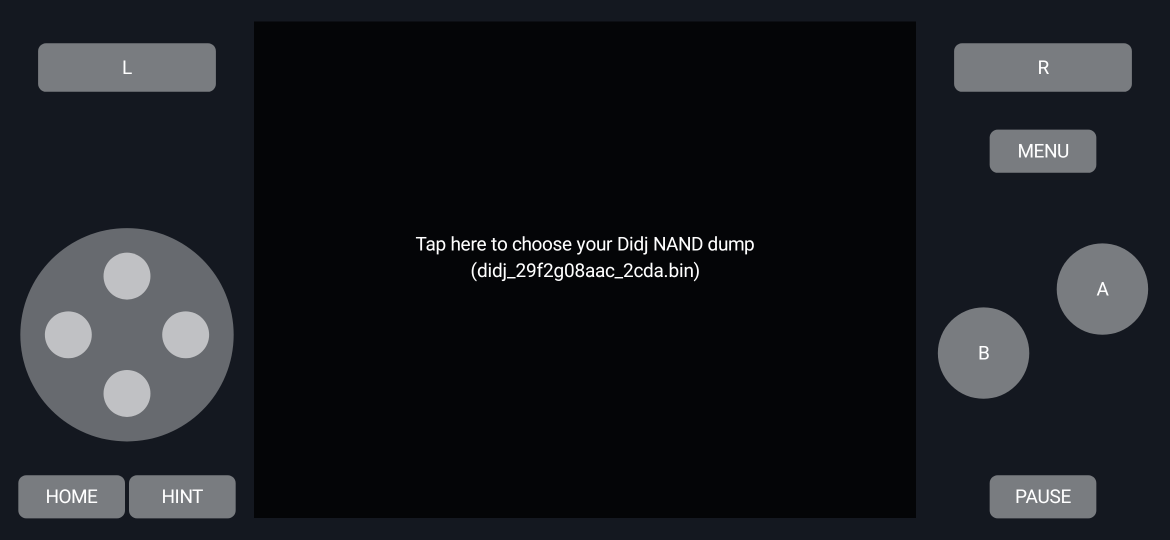 L
R
MENU
Tap here to choose your Didj NAND dump
(didj_29f2g08aac_2cda.bin)
A
B
HOME
HINT
PAUSE